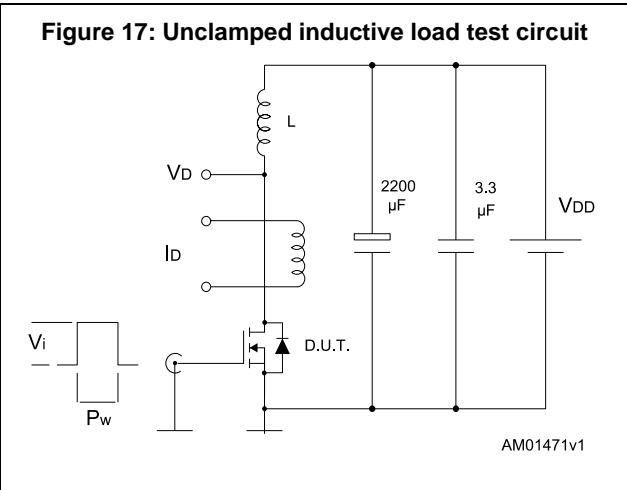 Figure 17: Unclamped inductive load test circuit
L
VD
2200
µF
3.3
µF
VDD
ID
Vi
D.U.T.
Pw
AM01471v1